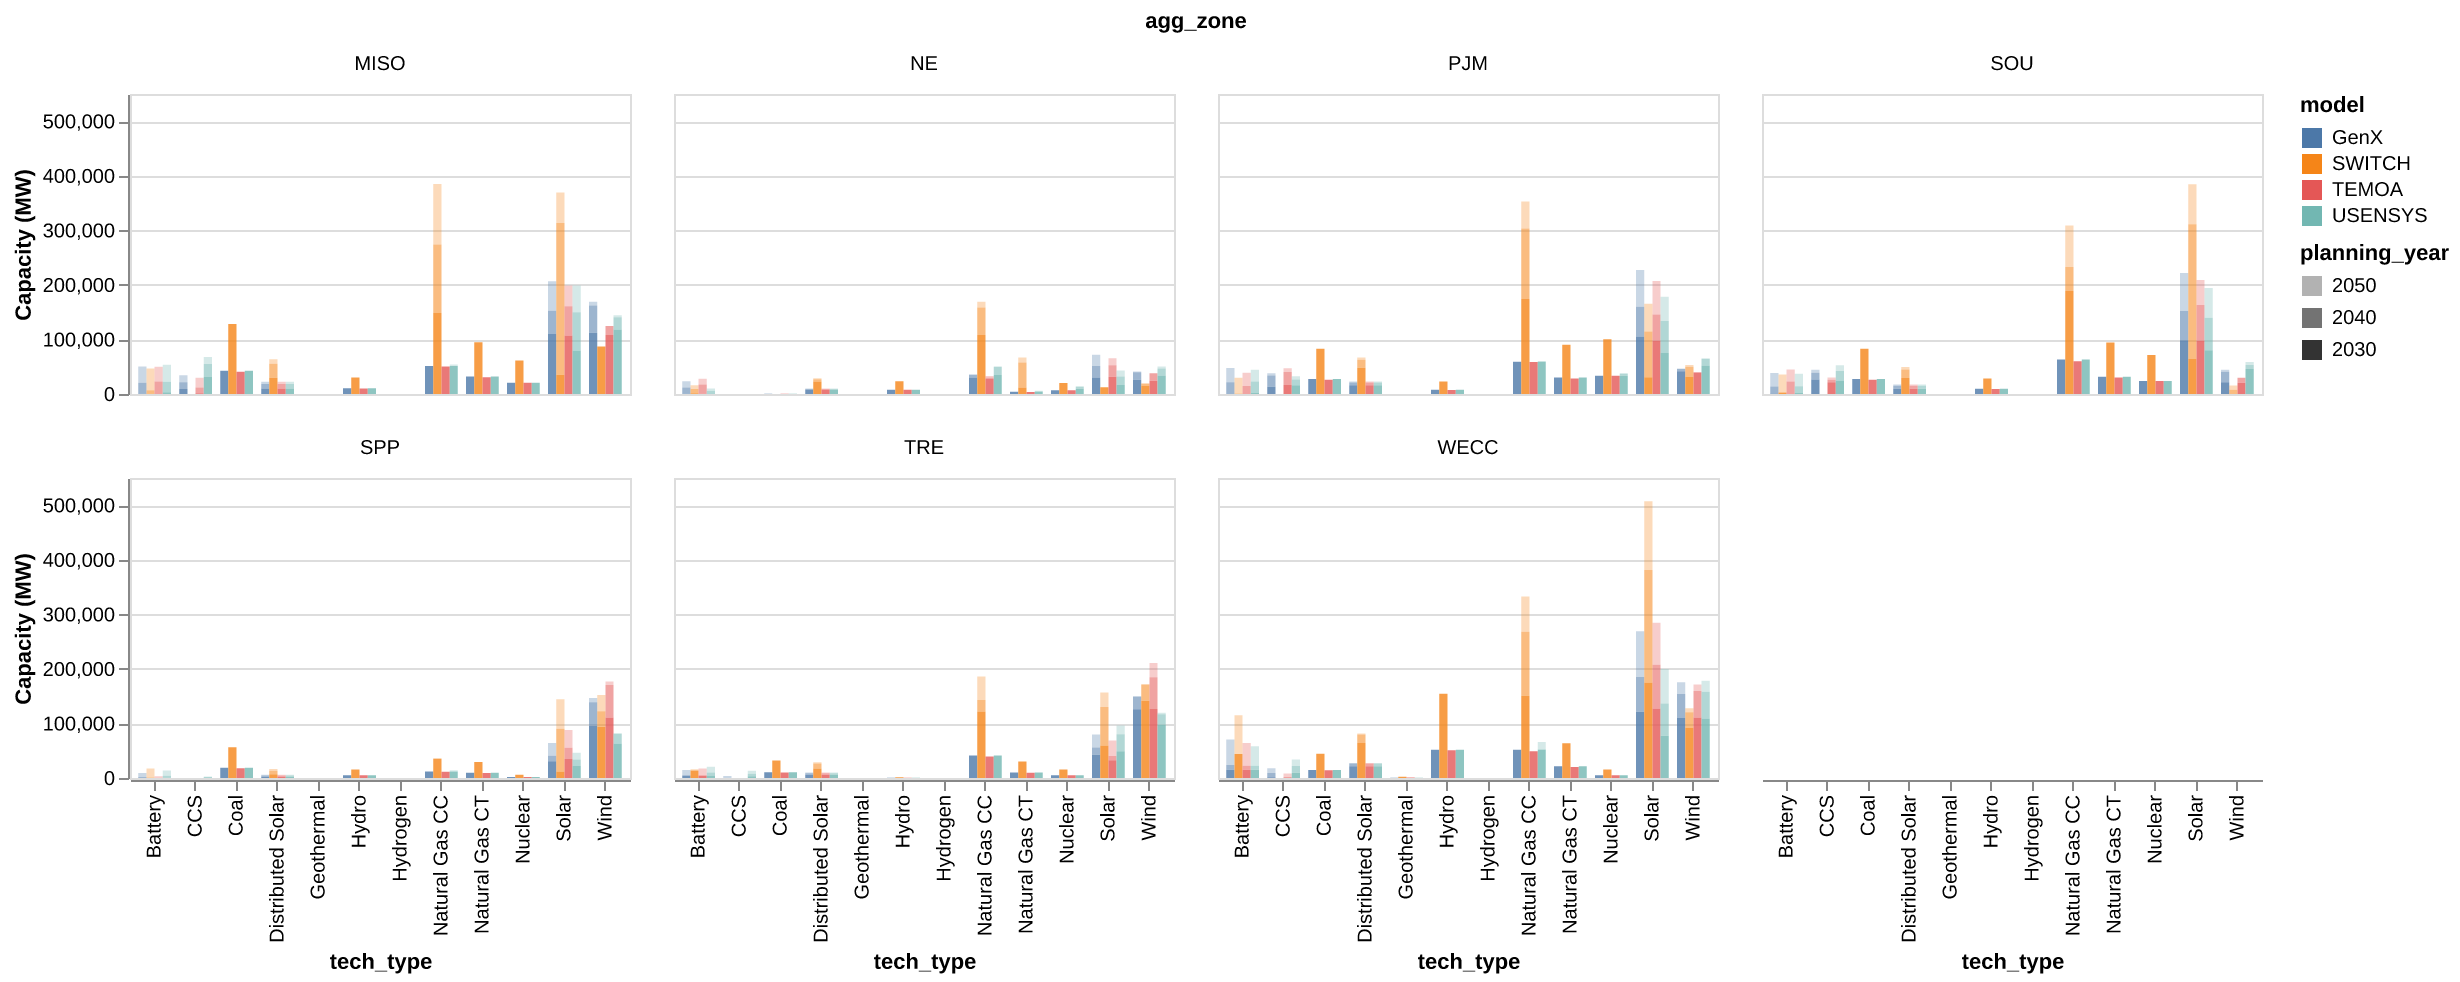 agg_zone
MISO
NE
PJM
SOU
Capacity (MW)
500,000
400,000
300,000
200,000
100,000
0
model
GenX
SWITCH
TEMOA
USENSYS
planning_year
2050
2040
2030
SPP
TRE
WECC
Capacity (MW)
500,000
400,000
300,000
200,000
100,000
0
Battery
CCS
Coal
Distributed Solar
Geothermal
Hydro
Hydrogen
Natural Gas CC
Natural Gas CT
Nuclear
Solar
Wind
tech_type
Battery
CCS
Coal
Distributed Solar
Geothermal
Hydro
Hydrogen
Natural Gas CC
Natural Gas CT
Nuclear
Solar
Wind
tech_type
Battery
CCS
Coal
Distributed Solar
Geothermal
Hydro
Hydrogen
Natural Gas CC
Natural Gas CT
Nuclear
Solar
Wind
tech_type
Battery
CCS
Coal
Distributed Solar
Geothermal
Hydro
Hydrogen
Natural Gas CC
Natural Gas CT
Nuclear
Solar
Wind
tech_type